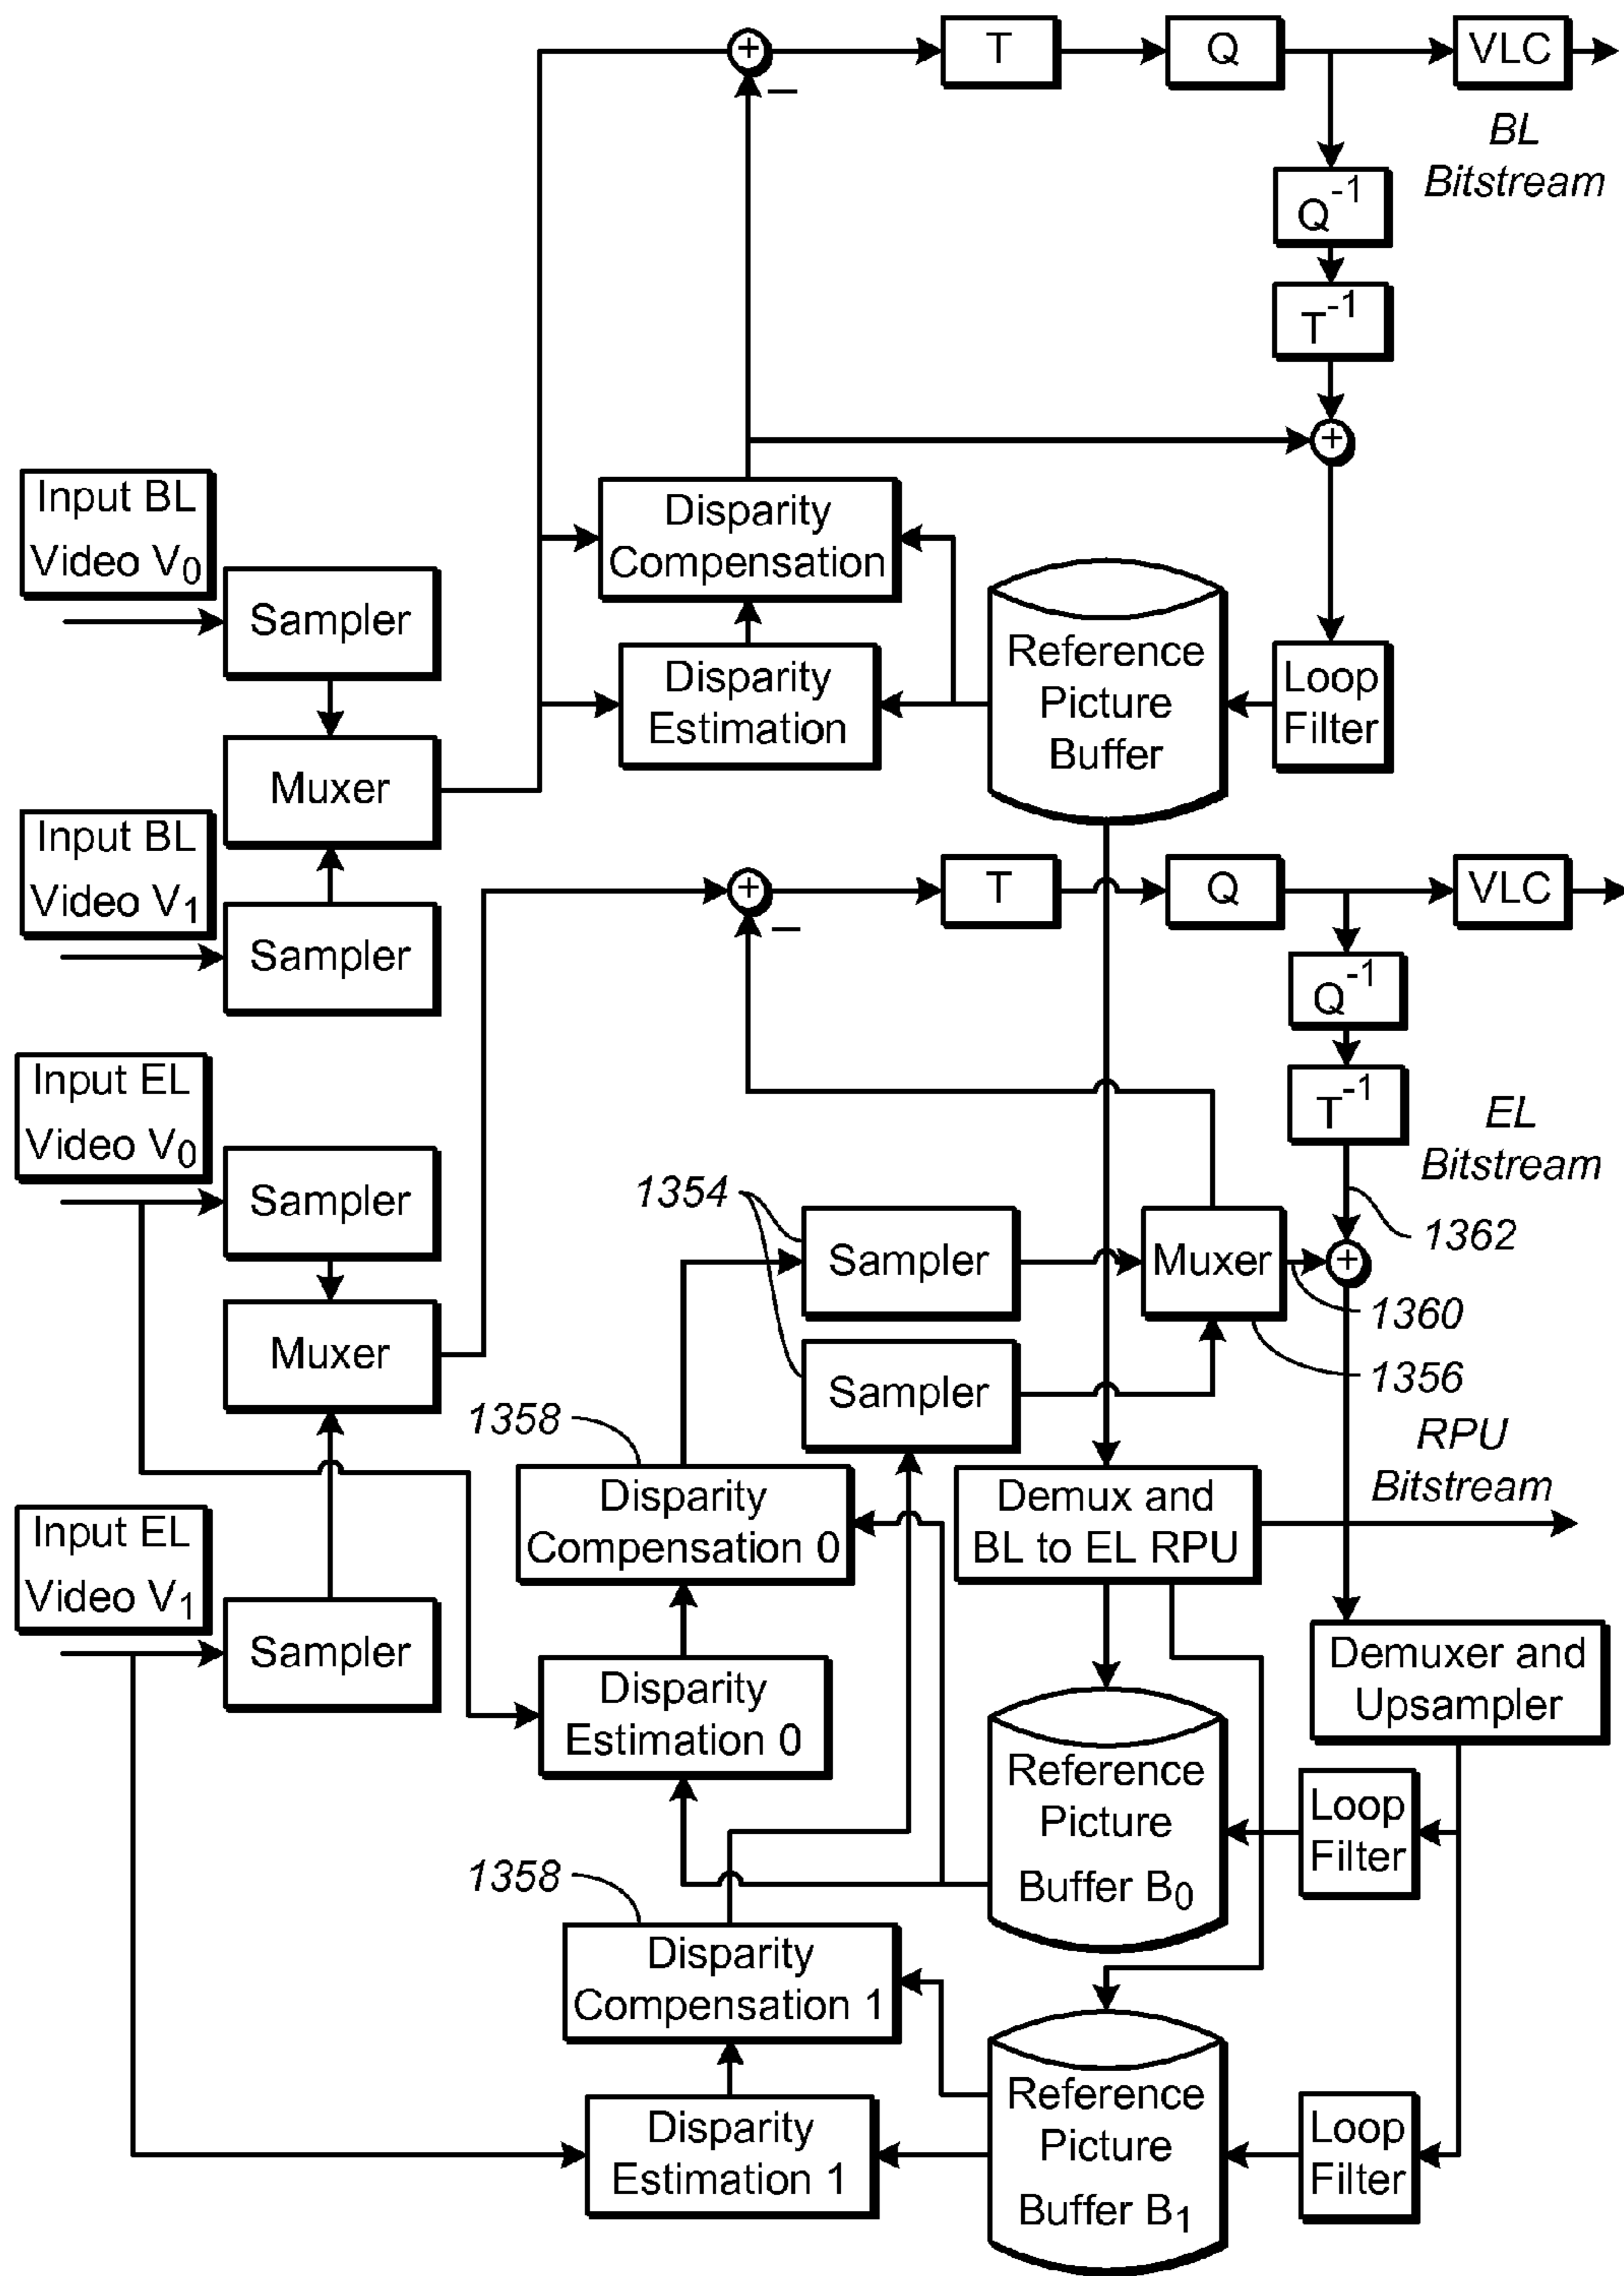 +
T
Q
VLC
–
BL
Bitstream
Q-1
T-1
+
Input BL
Video V0
Disparity
Compensation
Sampler
Reference
Picture
Buffer
Disparity
Estimation
Loop
Filter
Muxer
Input BL
Video V1
+
T
Q
VLC
–
Sampler
Q-1
Input EL
Video V0
T-1
EL
Bitstream
Sampler
1354
Sampler
Muxer
+
1362
1360
Muxer
Sampler
1356
1358
RPU
Bitstream
Disparity
Compensation 0
Demux and
BL to EL RPU
Input EL
Video V1
Sampler
Disparity
Estimation 0
Demuxer and
Upsampler
Reference
Picture
Buffer B0
Loop
Filter
1358
Disparity
Compensation 1
Reference
Picture
Buffer B1
Disparity
Estimation 1
Loop
Filter